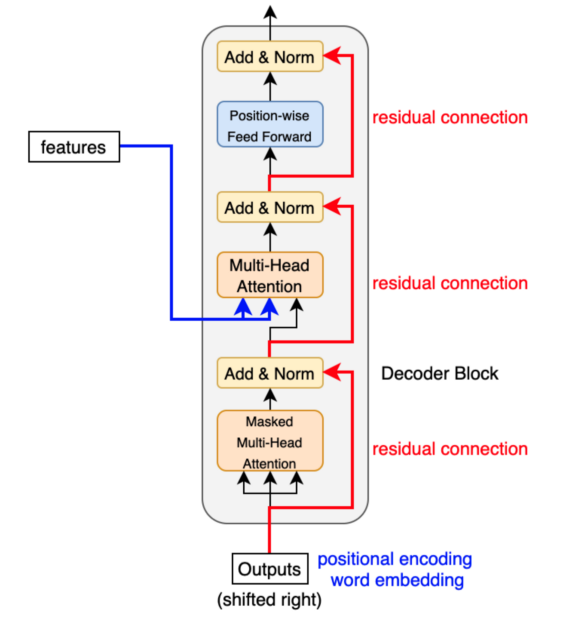 Add & Norm
residual connection
Position-wise
Feed Forward
features
Add & Norm
Multi-Head
Attention
residual connection
Add & Norm
Decoder Block
Masked
Multi-Head
Attention
residual connection
Outputs
(shifted right)
positional encoding
word embedding